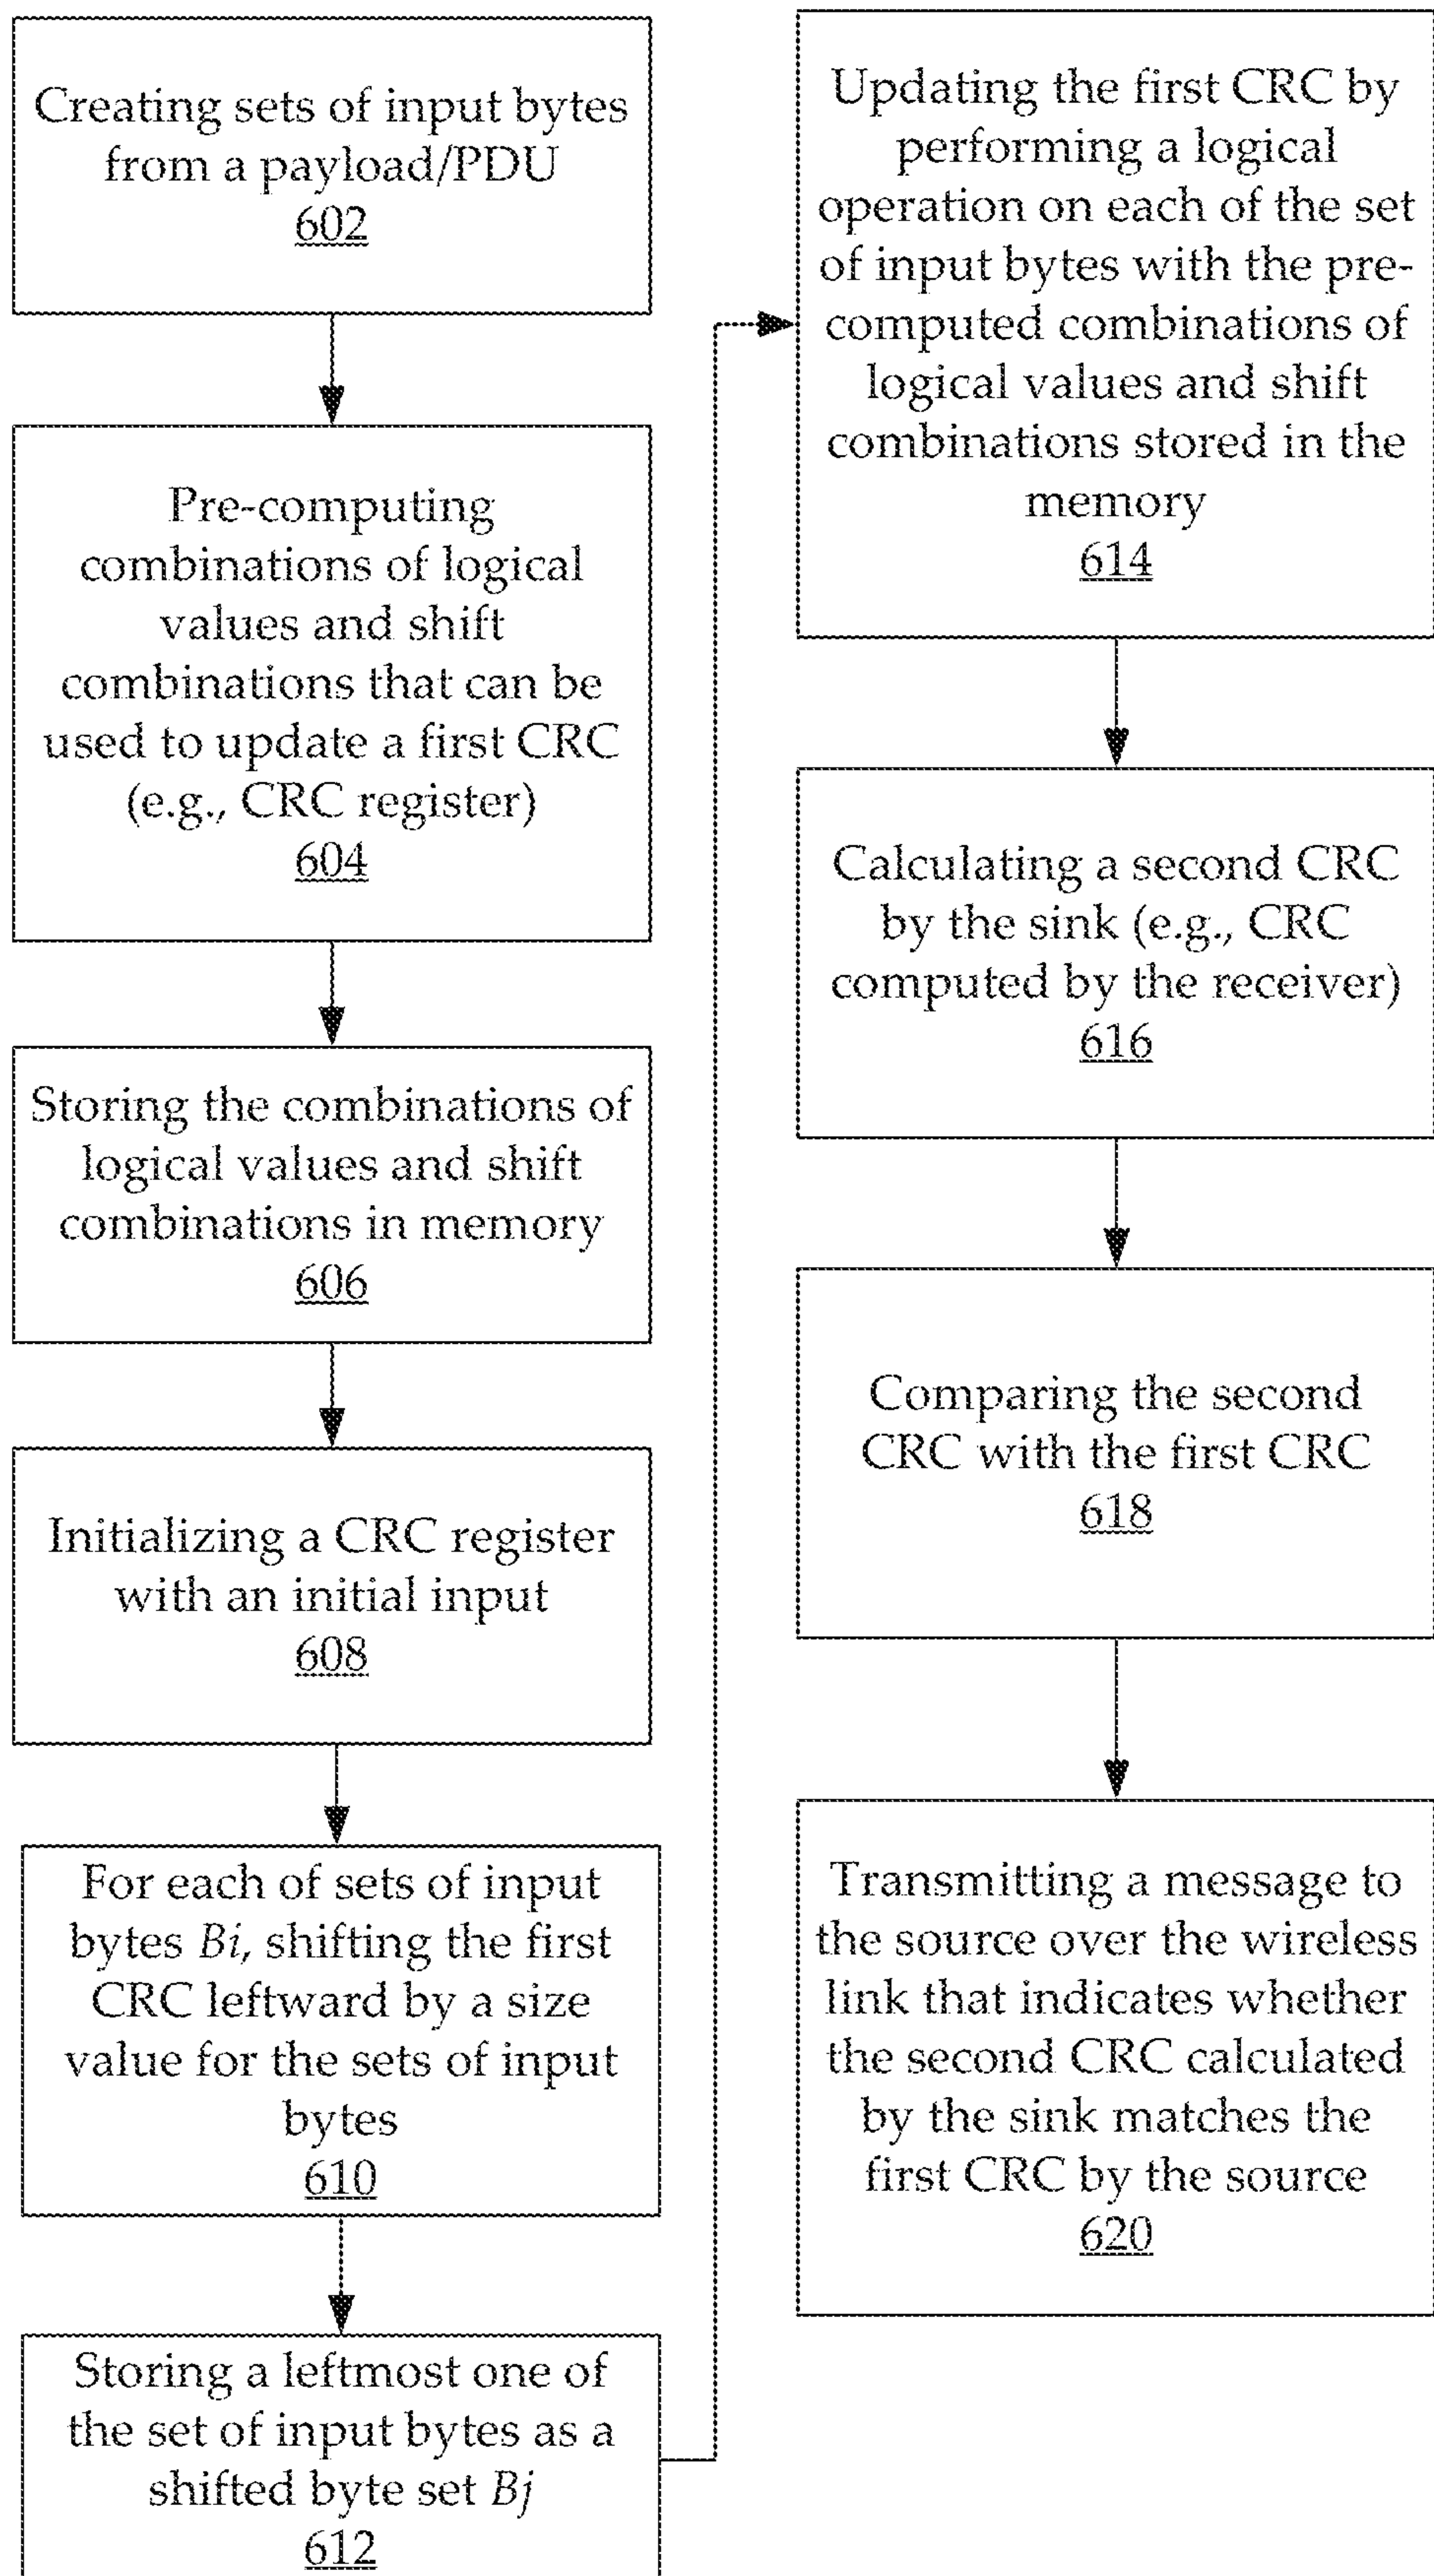 Creating sets of input bytes
from a payload/PDU
602
Pre-computing
combinations of logical
values and shift
combinations that can be
used to update a first CRC
(e.g., CRC register)
604
Storing the combinations of
logical values and shift
combinations in memory
606
Initializing a CRC register
with an initial input
608
For each of sets of input
bytes Bi, shifting the first
CRC leftward by a size
value for the sets of input
bytes
610
Storing a leftmost one of
the set of input bytes as a
shifted byte set Bj
612
Updating the first CRC by
performing a logical
operation on each of the set
of input bytes with the pre-
computed combinations of
logical values and shift
combinations stored in the
memory
614
Calculating a second CRC
by the sink (e.g., CRC
computed by the receiver)
616
Comparing the second
CRC with the first CRC
618
Transmitting a message to
the source over the wireless
link that indicates whether
the second CRC calculated
by the sink matches the
first CRC by the source
620